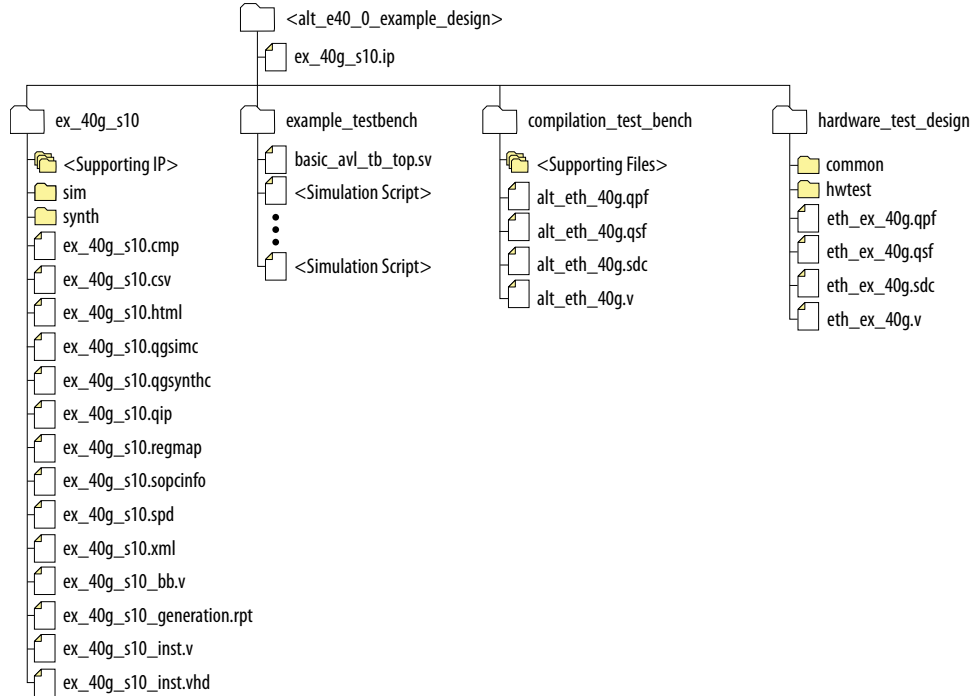 <alt_e40_0_example_design>
ex_40g_s10.ip
ex_40g_s10
<Supporting IP>
sim
synth
ex_40g_s10.cmp
ex_40g_s10.csv
ex_40g_s10.html
ex_40g_s10.qgsimc
ex_40g_s10.qgsynthc
ex_40g_s10.qip
ex_40g_s10.regmap
ex_40g_s10.sopcinfo
ex_40g_s10.spd
ex_40g_s10.xml
ex_40g_s10_bb.v
ex_40g_s10_generation.rpt
ex_40g_s10_inst.v
ex_40g_s10_inst.vhd
example_testbench
basic_avl_tb_top.sv
<Simulation Script>
<Simulation Script>
compilation_test_bench
<Supporting Files>
alt_eth_40g.qpf
alt_eth_40g.qsf
alt_eth_40g.sdc
alt_eth_40g.v
hardware_test_design
common
hwtest
eth_ex_40g.qpf
eth_ex_40g.qsf
eth_ex_40g.sdc
eth_ex_40g.v